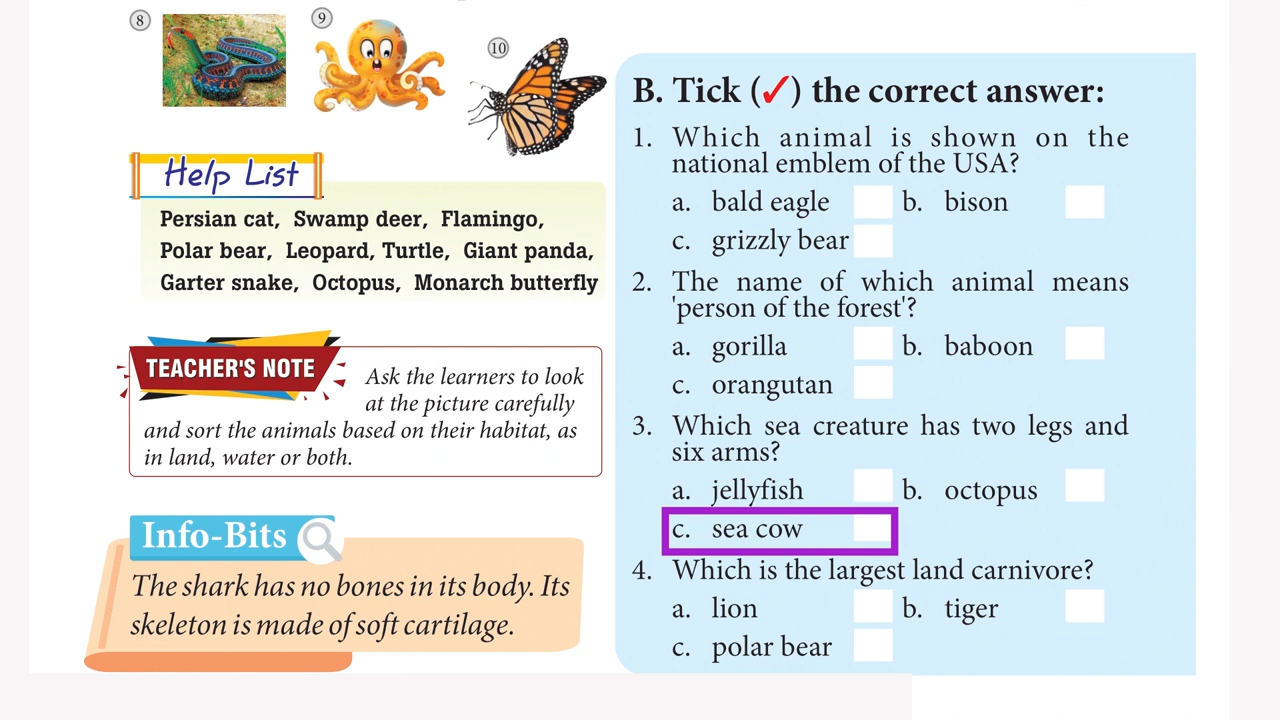 8
9
10
Help List
Persian cat, Swamp deer, Flamingo,
Polar bear, Leopard, Turtle, Giant panda,
Garter snake, Octopus, Monarch butterfly
TEACHER'S NOTE
Ask the learners to look
at the picture carefully
and sort the animals based on their habitat, as
in land, water or both.
Info-Bits
The shark has no bones in its body. Its
skeleton is made of soft cartilage.
B. Tick (✓) the correct answer:
1. Which animal is shown on the
national emblem of the USA?
a. bald eagle b. bison
c. grizzly bear
2. The name of which animal means
'person of the forest'?
a. gorilla b. baboon
c. orangutan
3. Which sea creature has two legs and
six arms?
a. jellyfish b. octopus
c. sea cow
4. Which is the largest land carnivore?
a. lion b. tiger
c. polar bear